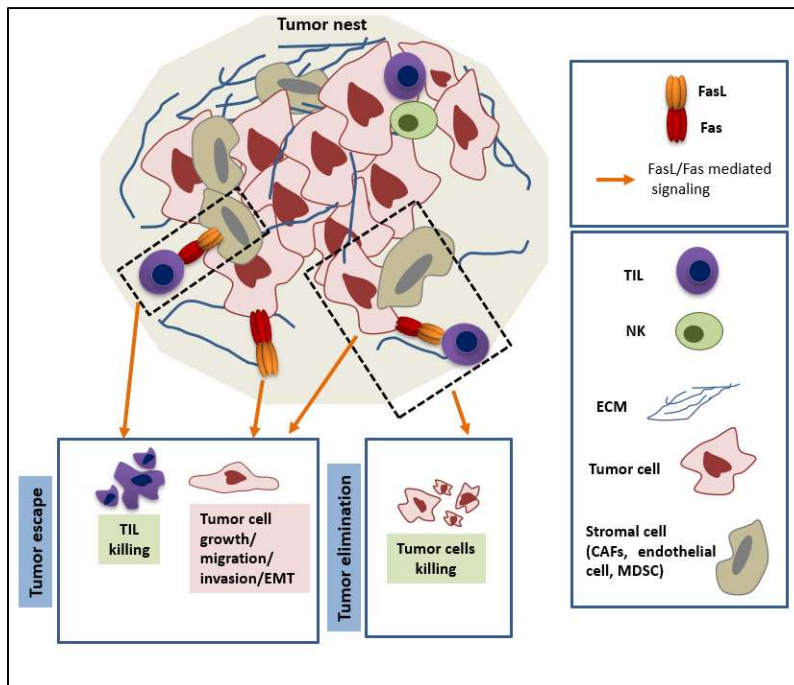 Tumor nest
FasL
Fas
FasL/Fas mediated
signaling
TIL
NK
ECM
Tumor cell
Stromal cell
(CAFs, endothelial
cell, MDSC)
Tumor escape
TIL
killing
Tumor cell
growth/
migration/
invasion/EMT
Tumor elimination
Tumor cells
killing